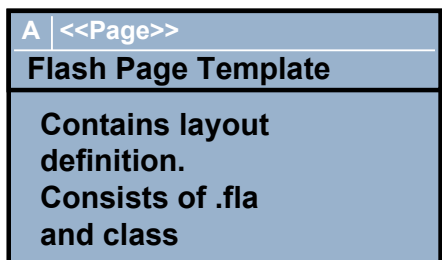 A <<Page>>
Flash Page Template
Contains layout
definition.
Consists of .fla
and class